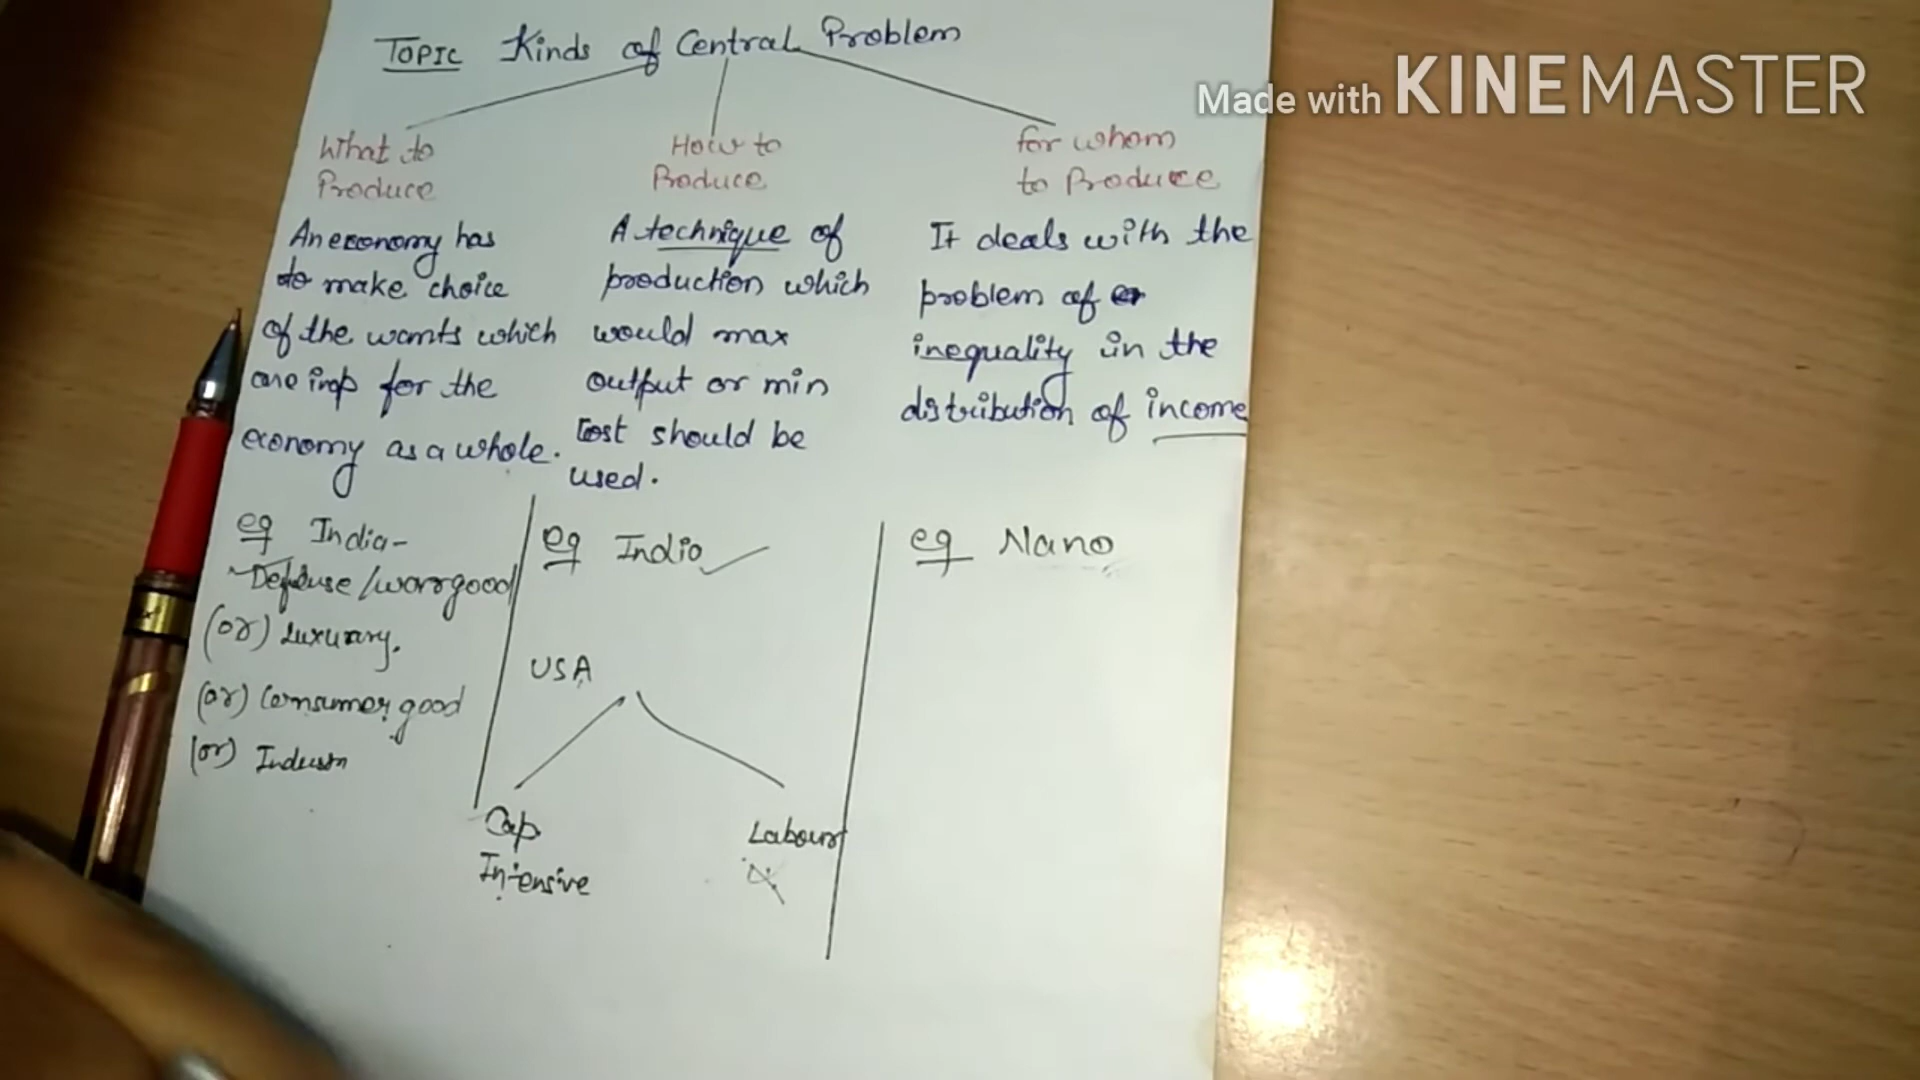 TOPIC Kinds of Central Problem
Made with KINEMASTER
What to
Produce
An economy has
to make choice
of the wants which
are imp for the
economy as a whole.
eg India-
Defense/war good
(or) Luxurary.
(or) Consumer good
(or) Industn
How to
Produce
A technique of
production which
would max
output or min
Cost should be
used.
eg India
USA
Cap
Intensive
Labour
for whom
to Produce
It deals with the
problem of
inequality in the
distribution of income
eg Nano